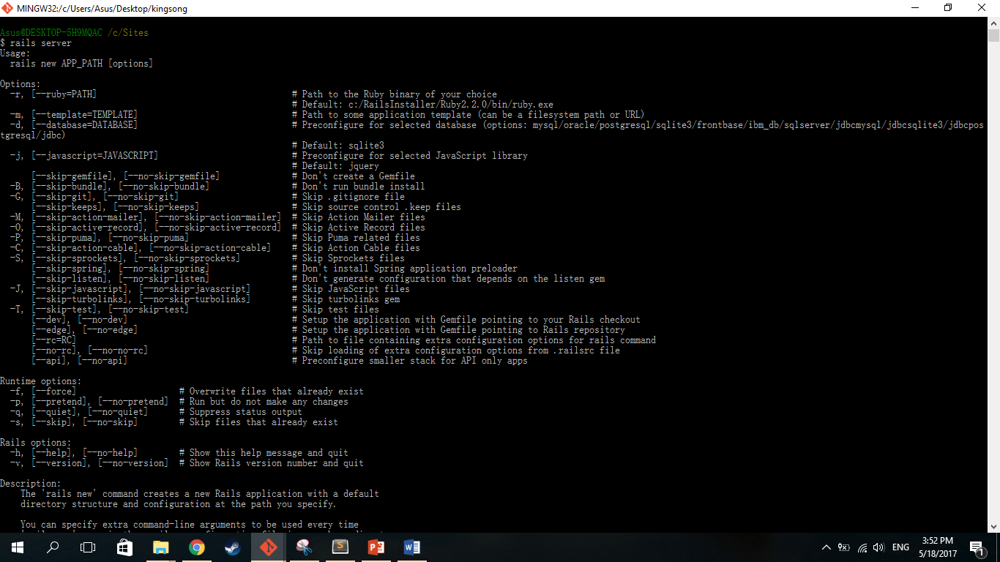 MINGW32:/c/Users/Asus/Desktop/kingsong
Asus@DESKTOP-5H9MQAC /c/Sites
$ rails server
Usage:
  rails new APP_PATH [options]

Options:
  -r, [--ruby=PATH]                                      # Path to the Ruby binary of your choice
                                                         # Default: c:/RailsInstaller/Ruby2.2.0/bin/ruby.exe
  -m, [--template=TEMPLATE]                              # Path to some application template (can be a filesystem path or URL)
  -d, [--database=DATABASE]                              # Preconfigure for selected database (options: mysql/oracle/postgresql/sqlite3/frontbase/ibm_db/sqlserver/jdbcmysql/jdbcsqlite3/jdbcpos
tgresql/jdbc)
                                                         # Default: sqlite3
  -j, [--javascript=JAVASCRIPT]                          # Preconfigure for selected JavaScript library
                                                         # Default: jquery
      [--skip-gemfile], [--no-skip-gemfile]              # Don't create a Gemfile
  -B, [--skip-bundle], [--no-skip-bundle]                # Don't run bundle install
  -G, [--skip-git], [--no-skip-git]                      # Skip .gitignore file
      [--skip-keeps], [--no-skip-keeps]                  # Skip source control .keep files
  -M, [--skip-action-mailer], [--no-skip-action-mailer]  # Skip Action Mailer files
  -O, [--skip-active-record], [--no-skip-active-record]  # Skip Active Record files
  -P, [--skip-puma], [--no-skip-puma]                    # Skip Puma related files
  -C, [--skip-action-cable], [--no-skip-action-cable]    # Skip Action Cable files
  -S, [--skip-sprockets], [--no-skip-sprockets]          # Skip Sprockets files
      [--skip-spring], [--no-skip-spring]                # Don't install Spring application preloader
      [--skip-listen], [--no-skip-listen]                # Don't generate configuration that depends on the listen gem
  -J, [--skip-javascript], [--no-skip-javascript]        # Skip JavaScript files
      [--skip-turbolinks], [--no-skip-turbolinks]        # Skip turbolinks gem
  -T, [--skip-test], [--no-skip-test]                    # Skip test files
      [--dev], [--no-dev]                                # Setup the application with Gemfile pointing to your Rails checkout
      [--edge], [--no-edge]                              # Setup the application with Gemfile pointing to Rails repository
      [--rc=RC]                                          # Path to file containing extra configuration options for rails command
      [--no-rc], [--no-no-rc]                            # Skip loading of extra configuration options from .railsrc file
      [--api], [--no-api]                                # Preconfigure smaller stack for API only apps

Runtime options:
  -f, [--force]                    # Overwrite files that already exist
  -p, [--pretend], [--no-pretend]  # Run but do not make any changes
  -q, [--quiet], [--no-quiet]      # Suppress status output
  -s, [--skip], [--no-skip]        # Skip files that already exist

Rails options:
  -h, [--help], [--no-help]        # Show this help message and quit
  -v, [--version], [--no-version]  # Show Rails version number and quit

Description:
    The 'rails new' command creates a new Rails application with a default
    directory structure and configuration at the path you specify.

    You can specify extra command-line arguments to be used every time
ENG
3:52 PM
5/18/2017
1